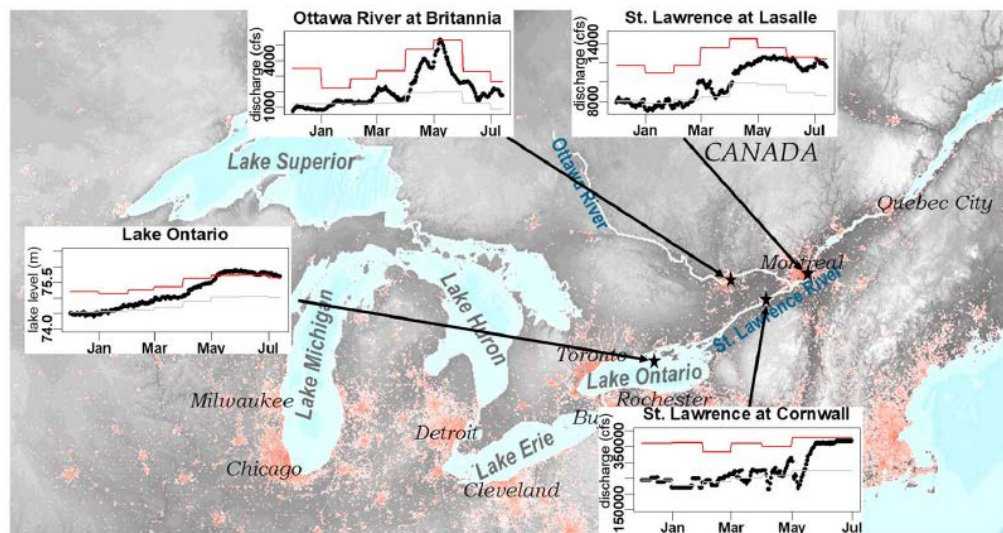 Ottawa River at Britannia
discharge (cfs)
4000
1000
Jan Mar May Jul
St. Lawrence at Lasalle
discharge (cfs)
14000
8000
Jan Mar May Jul
CANADA
Lake Superior
Ottawa River
Quebec City
Lake Ontario
lake level (m)
75.5
74.0
Jan Mar May Jul
Montreal
St. Lawrence River
Lake Michigan
Lake Huron
Toronto
Lake Ontario
Rochester
Milwaukee
Detroit
Bu
Lake Erie
Chicago
Cleveland
St. Lawrence at Cornwall
discharge (cfs)
350000
150000
Jan Mar May Jul